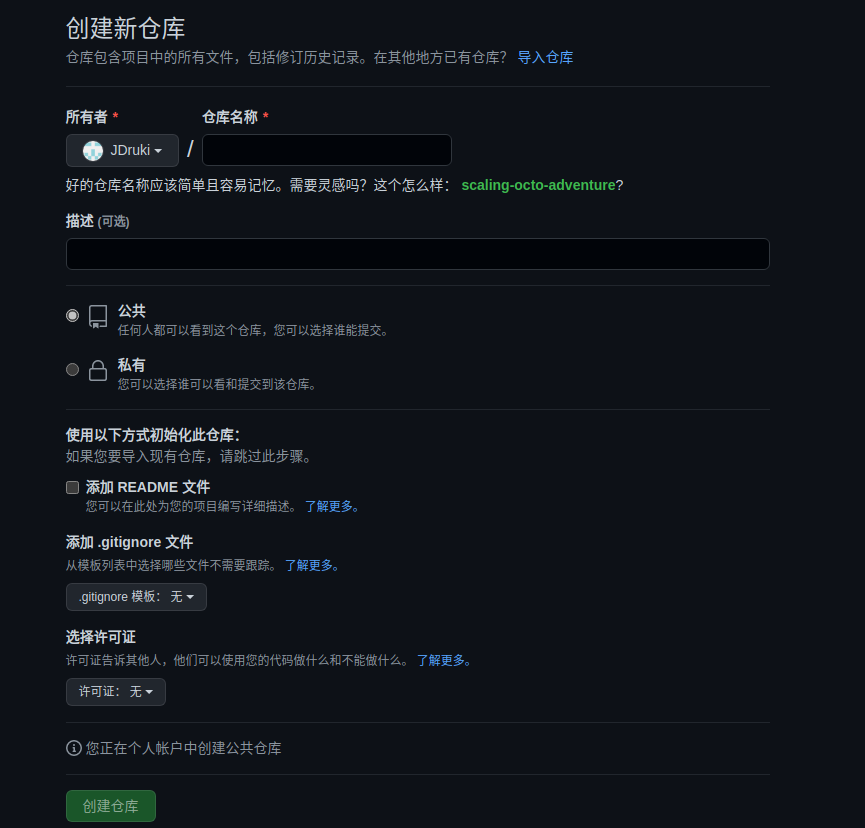 创建新仓库
仓库包含项目中的所有文件，包括修订历史记录。在其他地方已有仓库？ 导入仓库
所有者 * 仓库名称 *
JDruki / 
好的仓库名称应该简单且容易记忆。需要灵感吗？这个怎么样： scaling-octo-adventure?
描述 (可选)
公共
任何人都可以看到这个仓库，您可以选择谁能提交。
私有
您可以选择谁可以看和提交到该仓库。
使用以下方式初始化此仓库：
如果您要导入现有仓库，请跳过此步骤。
添加 README 文件
您可以在此处为您的项目编写详细描述。 了解更多。
添加 .gitignore 文件
从模板列表中选择哪些文件不需要跟踪。 了解更多。
.gitignore 模板： 无
选择许可证
许可证告诉其他人，他们可以使用您的代码做什么和不能做什么。 了解更多。
许可证： 无
您正在个人帐户中创建公共仓库
创建仓库